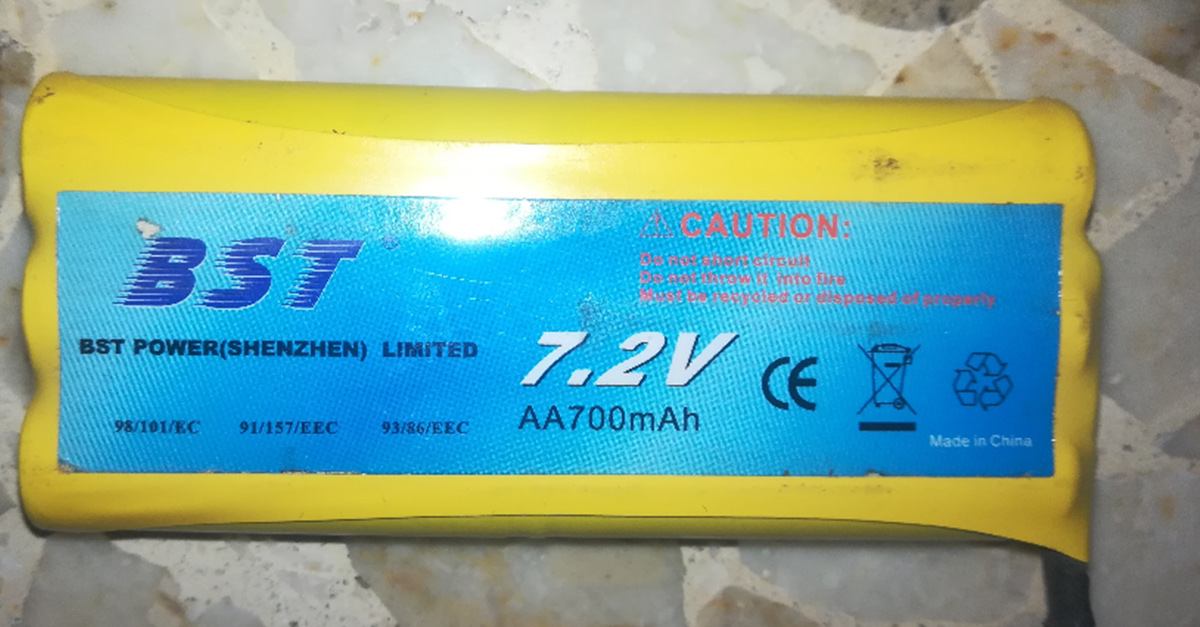 BST®
CAUTION:
Do not short circuit
Do not throw it into fire
Must be recycled or disposed of properly
BST POWER(SHENZHEN) LIMITED
7.2V
AA700mAh
CE
98/101/EC 91/157/EEC 93/86/EEC
Made in China